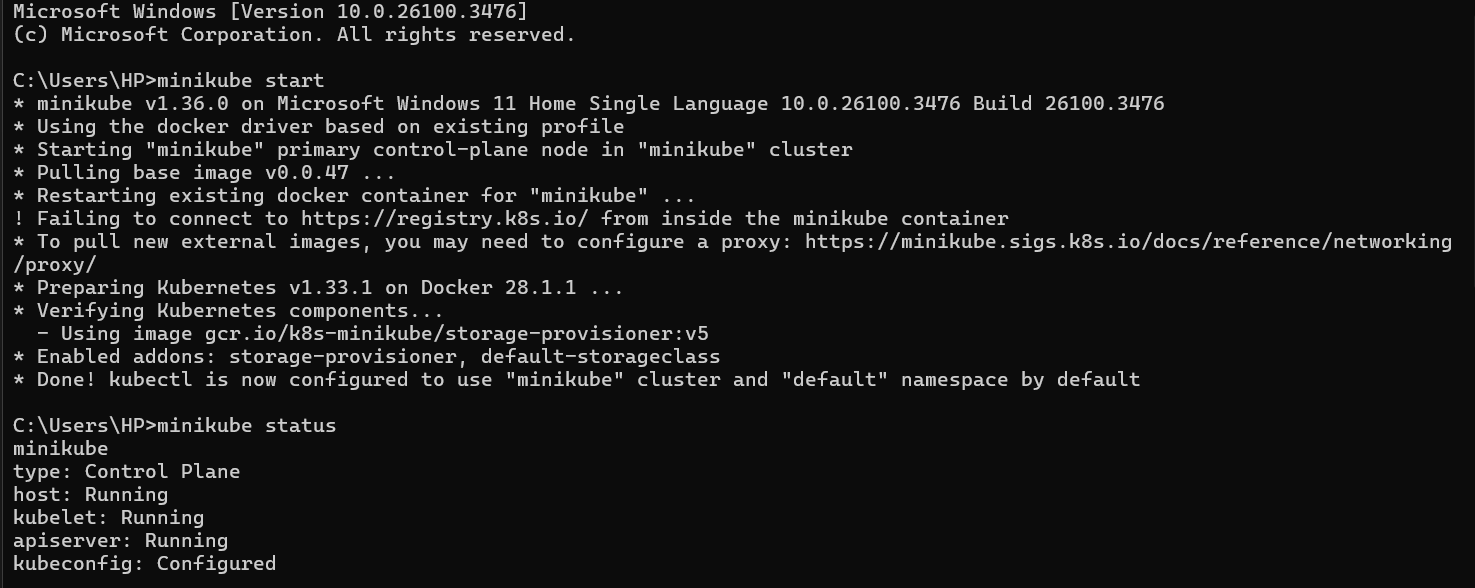 Microsoft Windows [Version 10.0.26100.3476]
(c) Microsoft Corporation. All rights reserved.
C:\Users\HP>minikube start
* minikube v1.36.0 on Microsoft Windows 11 Home Single Language 10.0.26100.3476 Build 26100.3476
* Using the docker driver based on existing profile
* Starting "minikube" primary control-plane node in "minikube" cluster
* Pulling base image v0.0.47 ...
* Restarting existing docker container for "minikube" ...
! Failing to connect to https://registry.k8s.io/ from inside the minikube container
* To pull new external images, you may need to configure a proxy: https://minikube.sigs.k8s.io/docs/reference/networking
/proxy/
* Preparing Kubernetes v1.33.1 on Docker 28.1.1 ...
* Verifying Kubernetes components...
  - Using image gcr.io/k8s-minikube/storage-provisioner:v5
* Enabled addons: storage-provisioner, default-storageclass
* Done! kubectl is now configured to use "minikube" cluster and "default" namespace by default
C:\Users\HP>minikube status
minikube
type: Control Plane
host: Running
kubelet: Running
apiserver: Running
kubeconfig: Configured